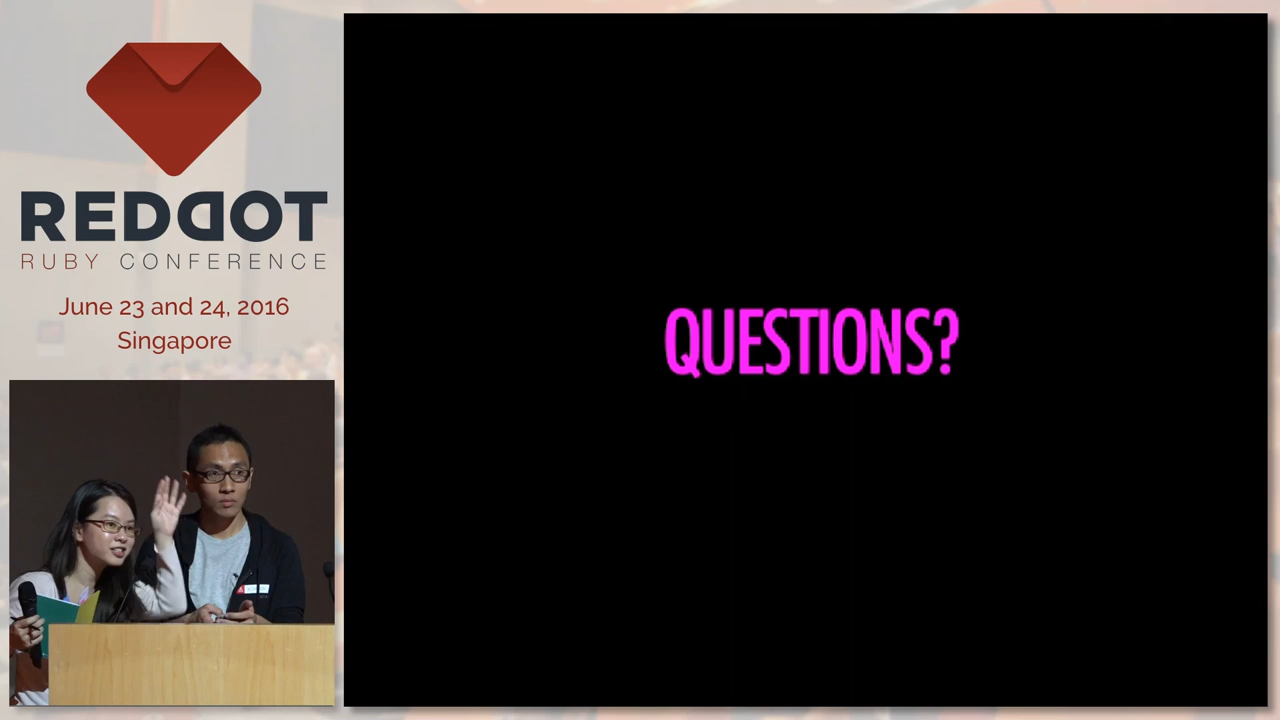 REDDOT
RUBY CONFERENCE
June 23 and 24, 2016
Singapore
QUESTIONS?